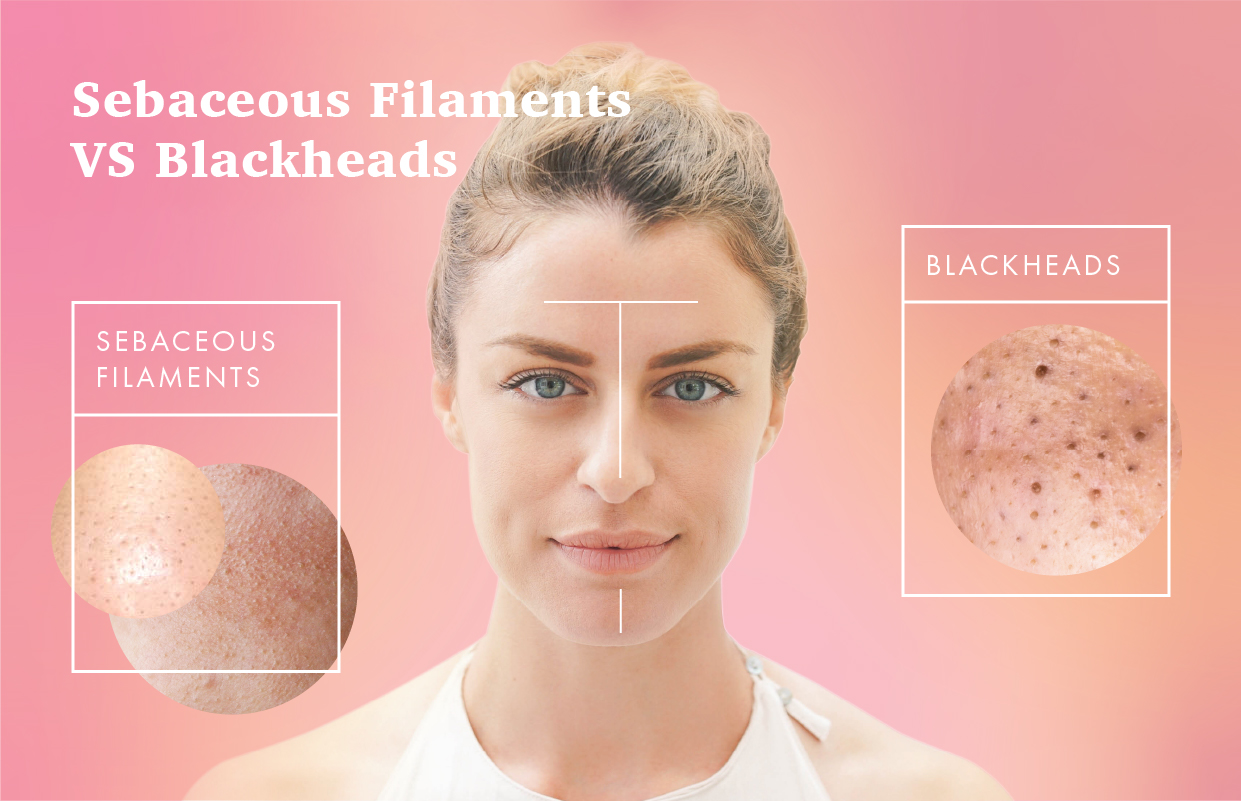 Sebaceous Filaments
VS Blackheads
SEBACEOUS
FILAMENTS
BLACKHEADS